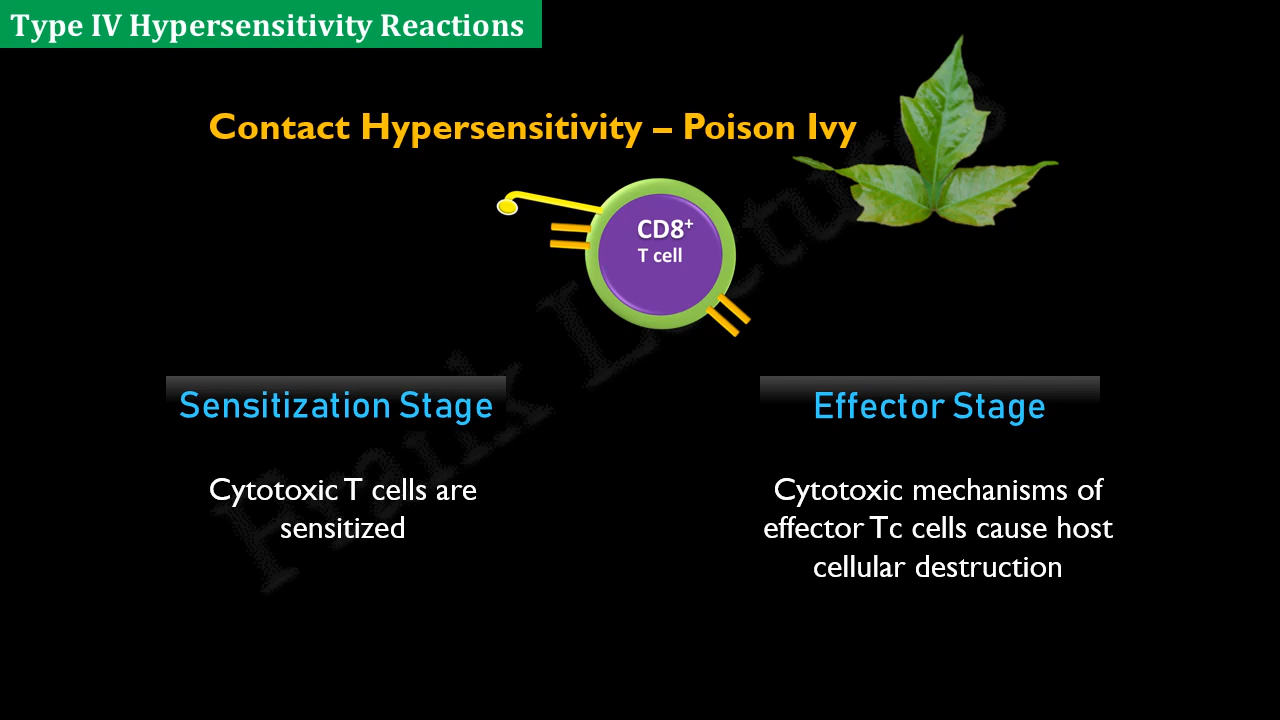 Type IV Hypersensitivity Reactions
Contact Hypersensitivity – Poison Ivy
CD8+
T cell
Sensitization Stage
Effector Stage
Cytotoxic T cells are
sensitized
Cytotoxic mechanisms of
effector Tc cells cause host
cellular destruction